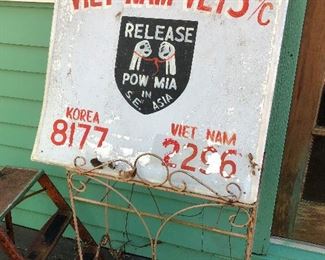 VIET NAM VETS/C
RELEASE
POW MIA
IN
S.E. ASIA
KOREA
8177
VIET NAM
2296